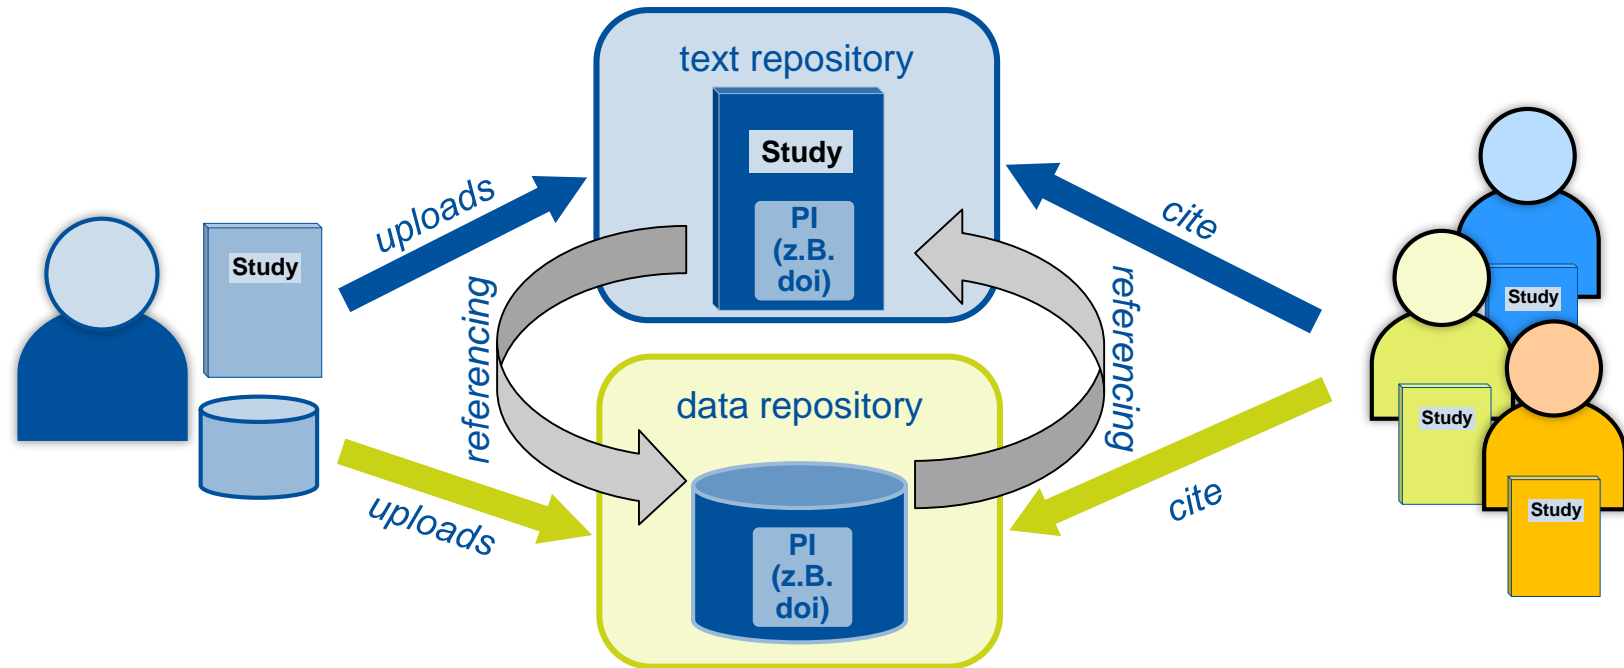 text repository
Study
PI
(z.B.
doi)
uploads
Study
referencing
uploads
data repository
PI
(z.B.
doi)
referencing
cite
cite
Study
Study
Study